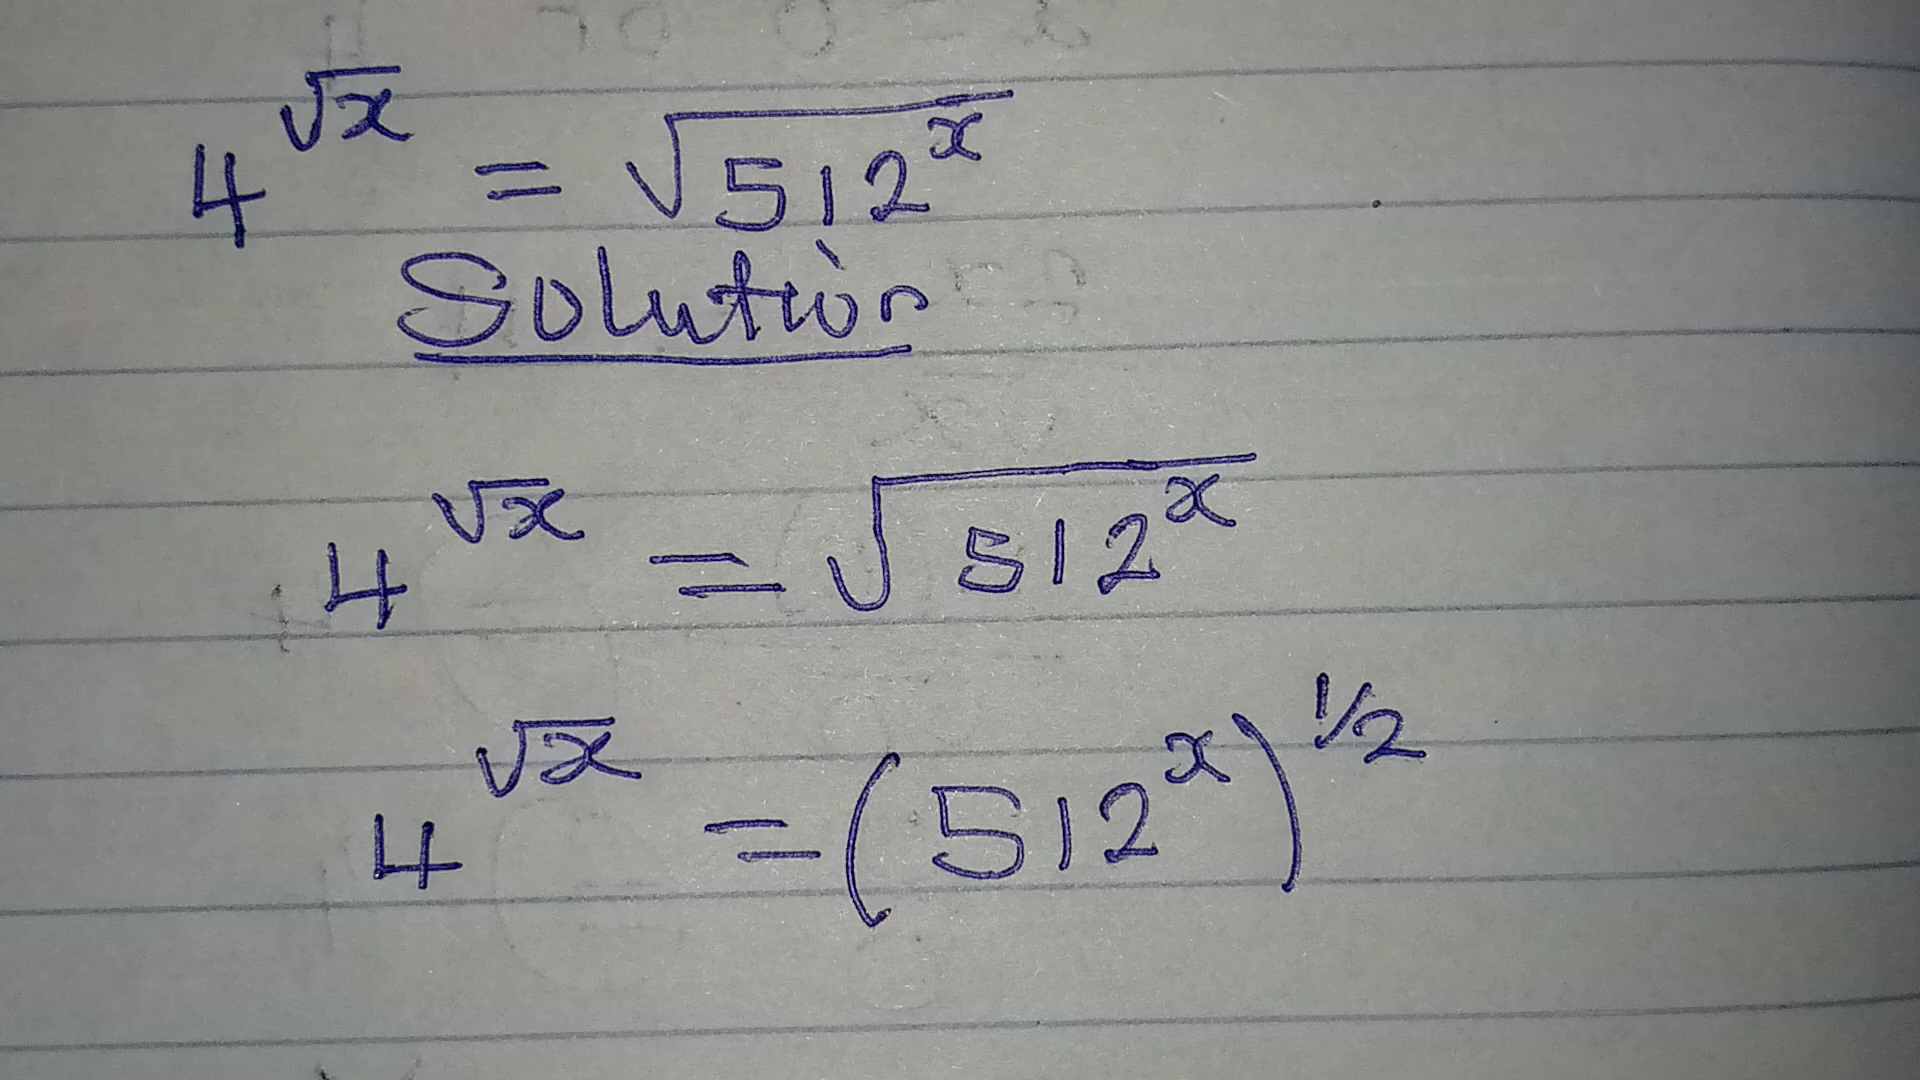 4^√x = √(512^x)
Solution
4^√x = √(512^x)
4^√x = (512^x)^1/2